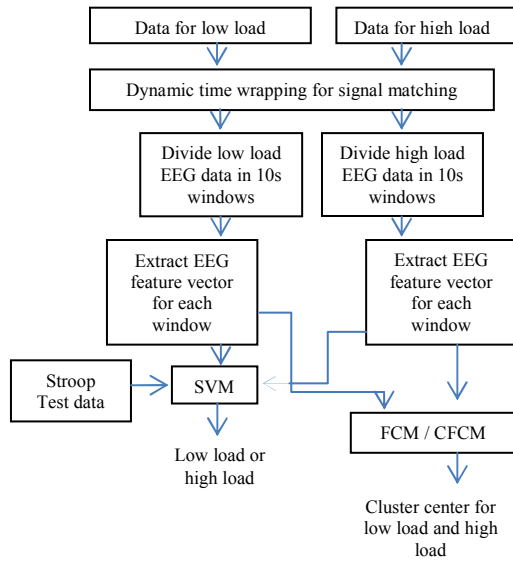 Data for low load
Data for high load
Dynamic time wrapping for signal matching
Divide low load
EEG data in 10s
windows
Divide high load
EEG data in 10s
windows
Extract EEG
feature vector
for each
window
Extract EEG
feature vector
for each
window
Stroop
Test data
SVM
FCM / CFCM
Low load or
high load
Cluster center for
low load and high
load